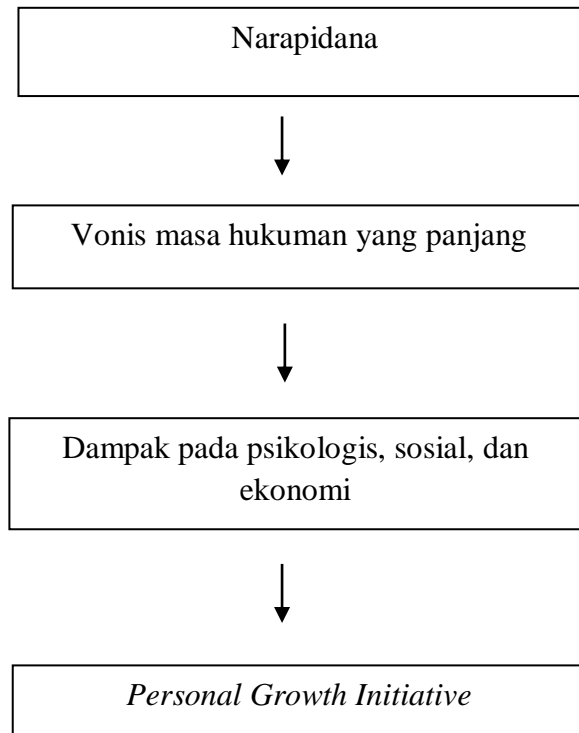 Narapidana
Vonis masa hukuman yang panjang
Dampak pada psikologis, sosial, dan
ekonomi
Personal Growth Initiative